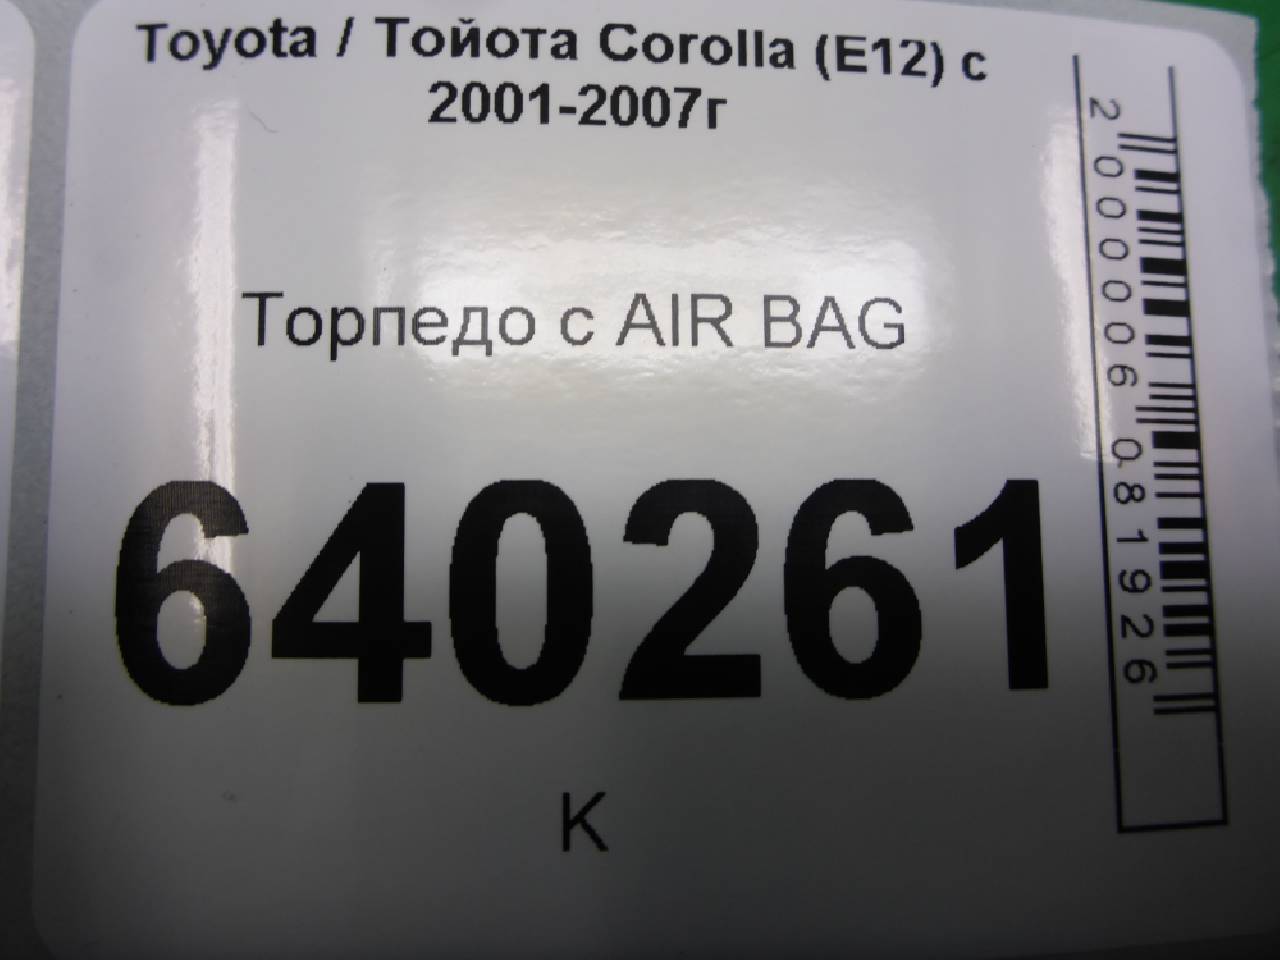 Toyota / Тойота Corolla (E12) с
2001-2007г
Торпедо с AIR BAG
640261
К
2000006081926